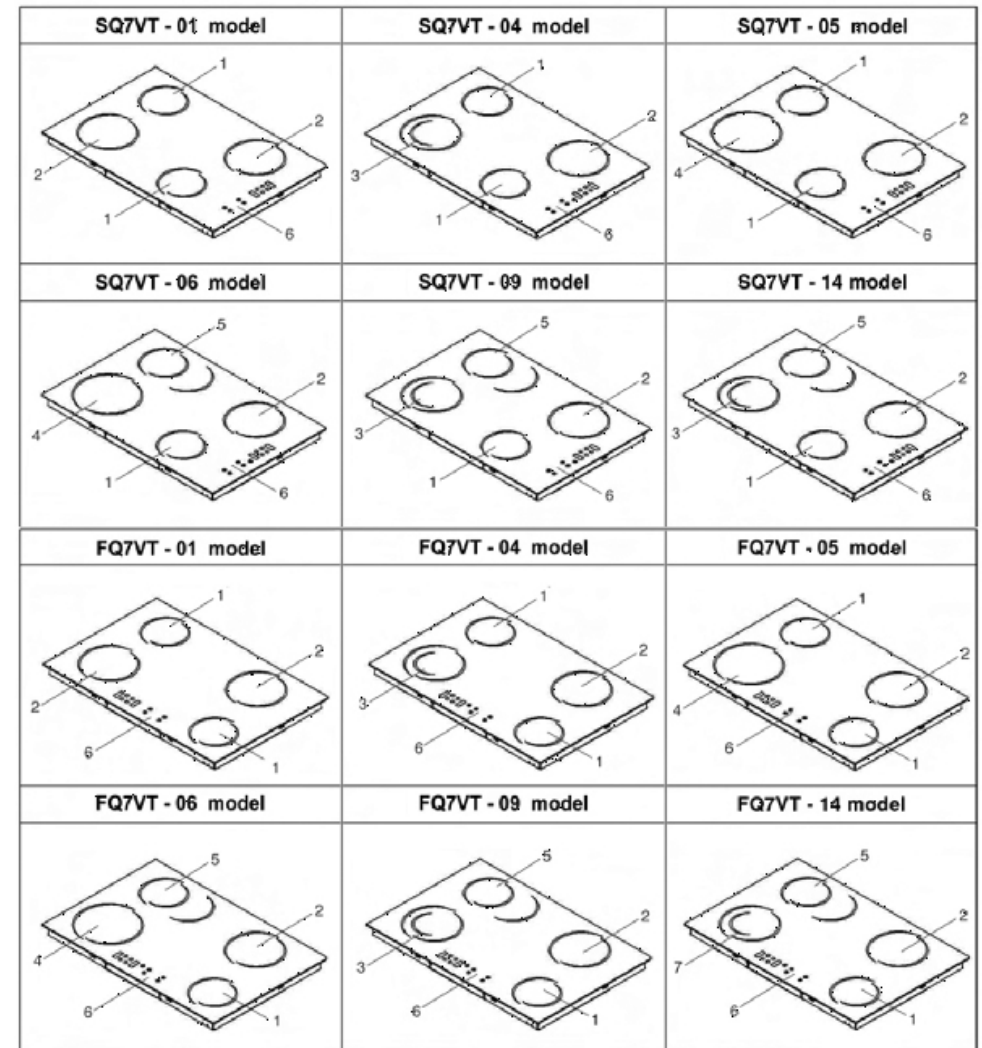 SQ7VT - 01 model SQ7VT - 04 model SQ7VT - 05 model
1 1 1
2 2 2
2 3 4
1 1 1
6 6 6
SQ7VT - 06 model SQ7VT - 09 model SQ7VT - 14 model
5 5 5
2 2 2
4 3 3
1 1 1
6 6 6
FQ7VT - 01 model FQ7VT - 04 model FQ7VT - 05 model
1 1 1
2 2 2
2 3 4
6 6 6
1 1 1
FQ7VT - 06 model FQ7VT - 09 model FQ7VT - 14 model
5 5 5
2 2 2
4 3 7
6 6 6
1 1 1